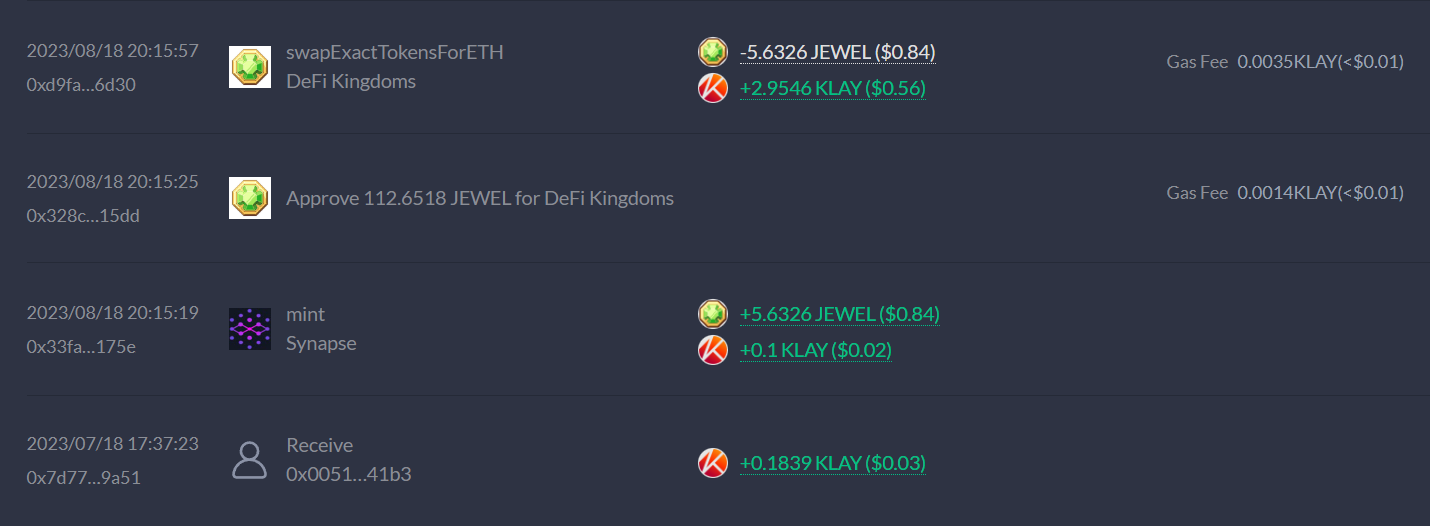 2023/08/18 20:15:57
0xd9fa...6d30
swapExactTokensForETH
DeFi Kingdoms
-5.6326 JEWEL ($0.84)
+2.9546 KLAY ($0.56)
Gas Fee 0.0035KLAY(<$0.01)
2023/08/18 20:15:25
0x328c...15dd
Approve 112.6518 JEWEL for DeFi Kingdoms
Gas Fee 0.0014KLAY(<$0.01)
2023/08/18 20:15:19
0x33fa...175e
mint
Synapse
+5.6326 JEWEL ($0.84)
+0.1 KLAY ($0.02)
2023/07/18 17:37:23
0x7d77...9a51
Receive
0x0051...41b3
+0.1839 KLAY ($0.03)